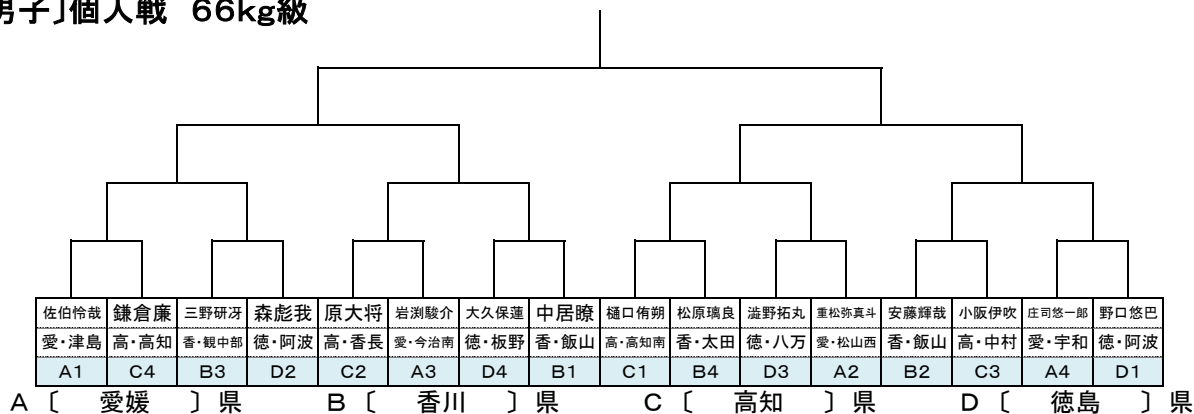 男子]個人戦　66kg級
佐伯怜哉 鎌倉廉 三野研冴 森彪我 原大将 岩渕駿介 大久保蓮 中居瞭 樋口侑朔 松原璃良 澁野拓丸 重松弥真斗 安藤輝哉 小阪伊吹 庄司悠一郎 野口悠巴
愛・津島 高・高知 香・観中部 徳・阿波 高・香長 愛・今治南 徳・板野 香・飯山 高・高知南 香・太田 徳・八万 愛・松山西 香・飯山 高・中村 愛・宇和 徳・阿波
A1 C4 B3 D2 C2 A3 D4 B1 C1 B4 D3 A2 B2 C3 A4 D1
A 〔 愛媛 〕県 B 〔 香川 〕県 C 〔 高知 〕県 D 〔 徳島 〕県